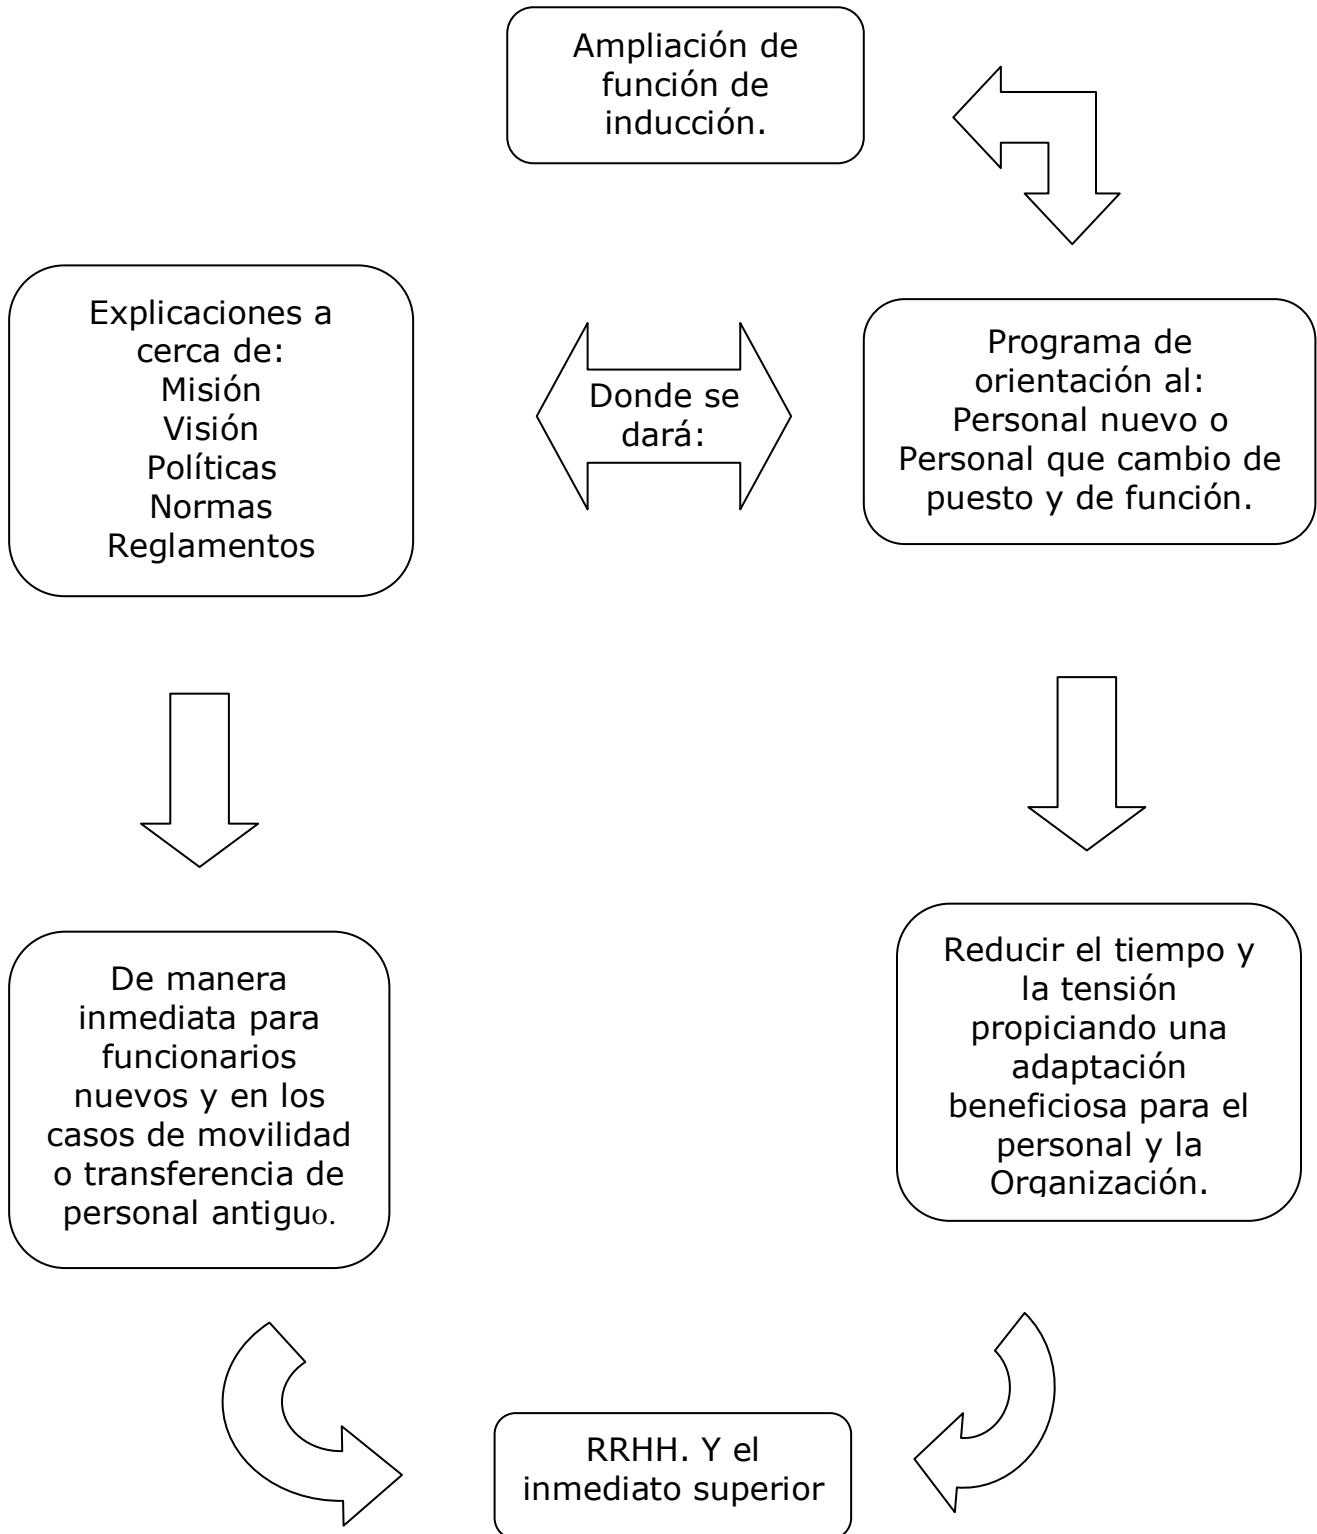 Ampliación de
función de
inducción.
Explicaciones a
cerca de:
Misión
Visión
Políticas
Normas
Reglamentos
Donde se
dará:
Programa de
orientación al:
Personal nuevo o
Personal que cambio de
puesto y de función.
De manera
inmediata para
funcionarios
nuevos y en los
casos de movilidad
o transferencia de
personal antiguo.
Reducir el tiempo y
la tensión
propiciando una
adaptación
beneficiosa para el
personal y la
Organización.
RRHH. Y el
inmediato superior